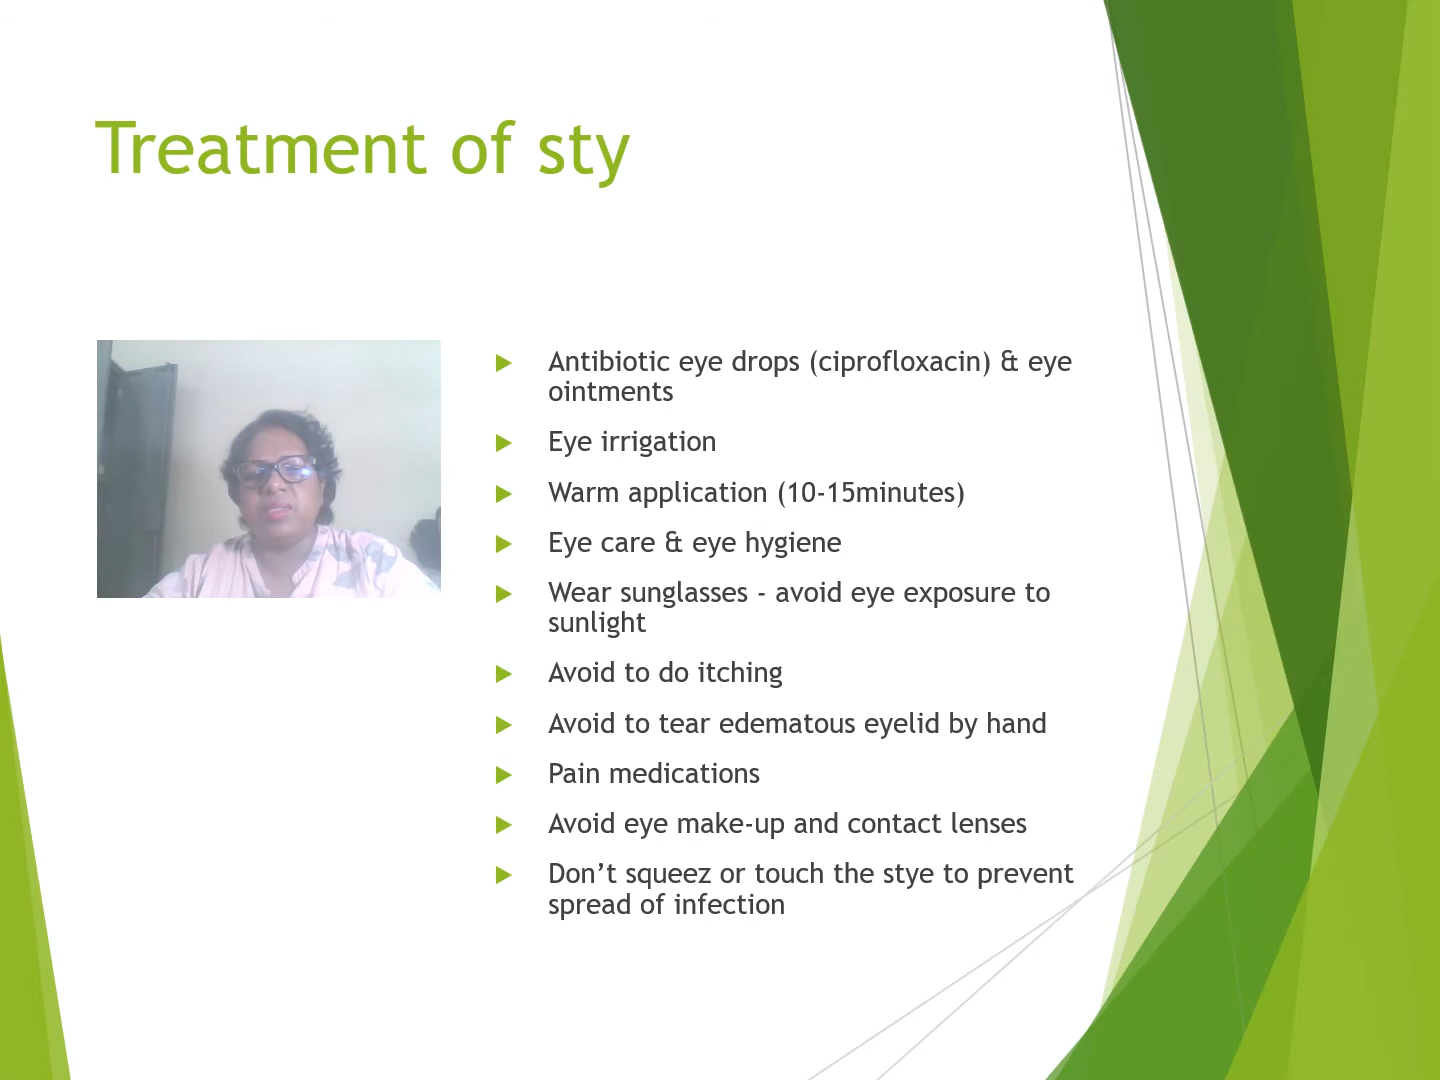 Treatment of sty
Antibiotic eye drops (ciprofloxacin) & eye
ointments
Eye irrigation
Warm application (10-15minutes)
Eye care & eye hygiene
Wear sunglasses - avoid eye exposure to
sunlight
Avoid to do itching
Avoid to tear edematous eyelid by hand
Pain medications
Avoid eye make-up and contact lenses
Don’t squeez or touch the stye to prevent
spread of infection